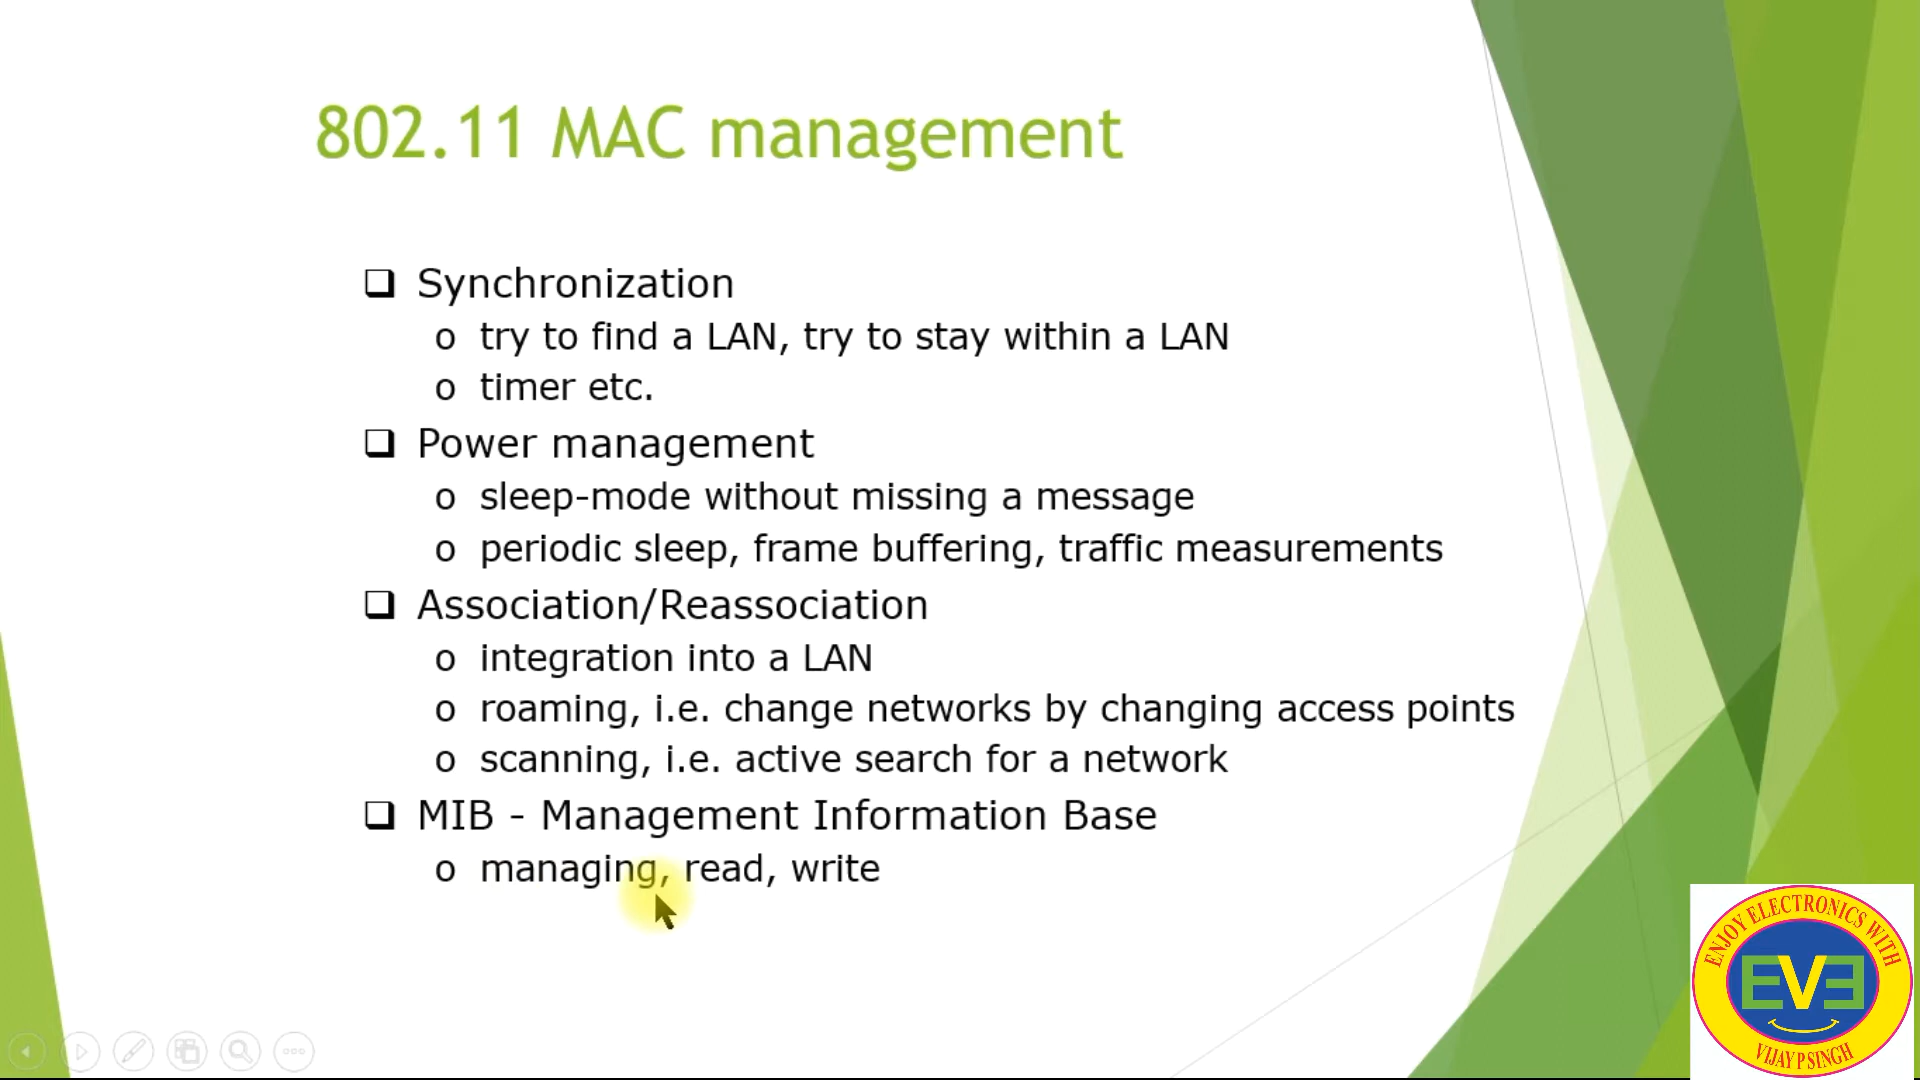 802.11 MAC management
❑ Synchronization
o try to find a LAN, try to stay within a LAN
o timer etc.
❑ Power management
o sleep-mode without missing a message
o periodic sleep, frame buffering, traffic measurements
❑ Association/Reassociation
o integration into a LAN
o roaming, i.e. change networks by changing access points
o scanning, i.e. active search for a network
❑ MIB - Management Information Base
o managing, read, write
ENJOY ELECTRONICS WITH
EVE
VIJAY P SINGH